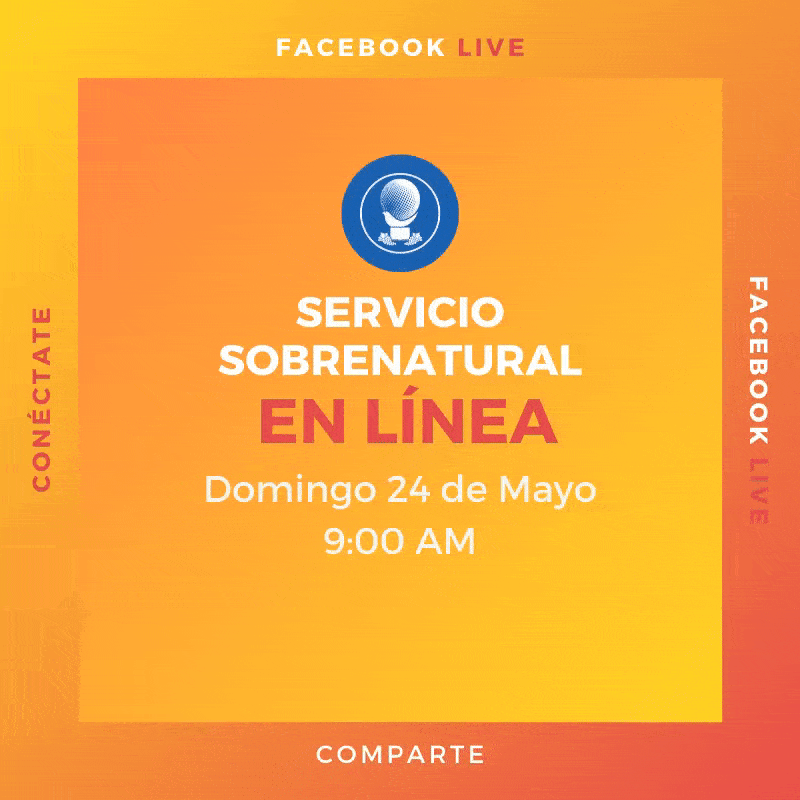 FACEBOOK LIVE
CONÉCTATE
SERVICIO
SOBRENATURAL
EN LÍNEA
Domingo 24 de Mayo
9:00 AM
FACEBOOK LIVE
COMPARTE